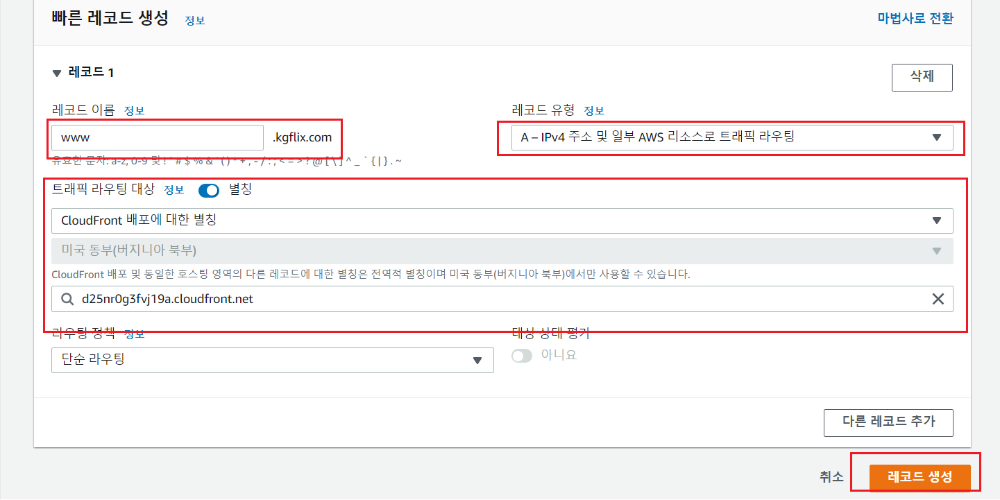 빠른 레코드 생성 정보 마법사로 전환
▼ 레코드 1 삭제
레코드 이름 정보 레코드 유형 정보
www .kgflix.com A – IPv4 주소 및 일부 AWS 리소스로 트래픽 라우팅
유효한 문자: a-z, 0-9 및 ! " # $ % & ' ( ) * + , - / : ; < = > ? @ [ \ ] ^ _ ` { | } . ~
트래픽 라우팅 대상 정보 별칭
CloudFront 배포에 대한 별칭
미국 동부(버지니아 북부)
CloudFront 배포 및 동일한 호스팅 영역의 다른 레코드에 대한 별칭은 전역적 별칭이며 미국 동부(버지니아 북부)에서만 사용할 수 있습니다.
d25nr0g3fvj19a.cloudfront.net
라우팅 정책 정보 대상 상태 평가
단순 라우팅 아니요
다른 레코드 추가
취소 레코드 생성